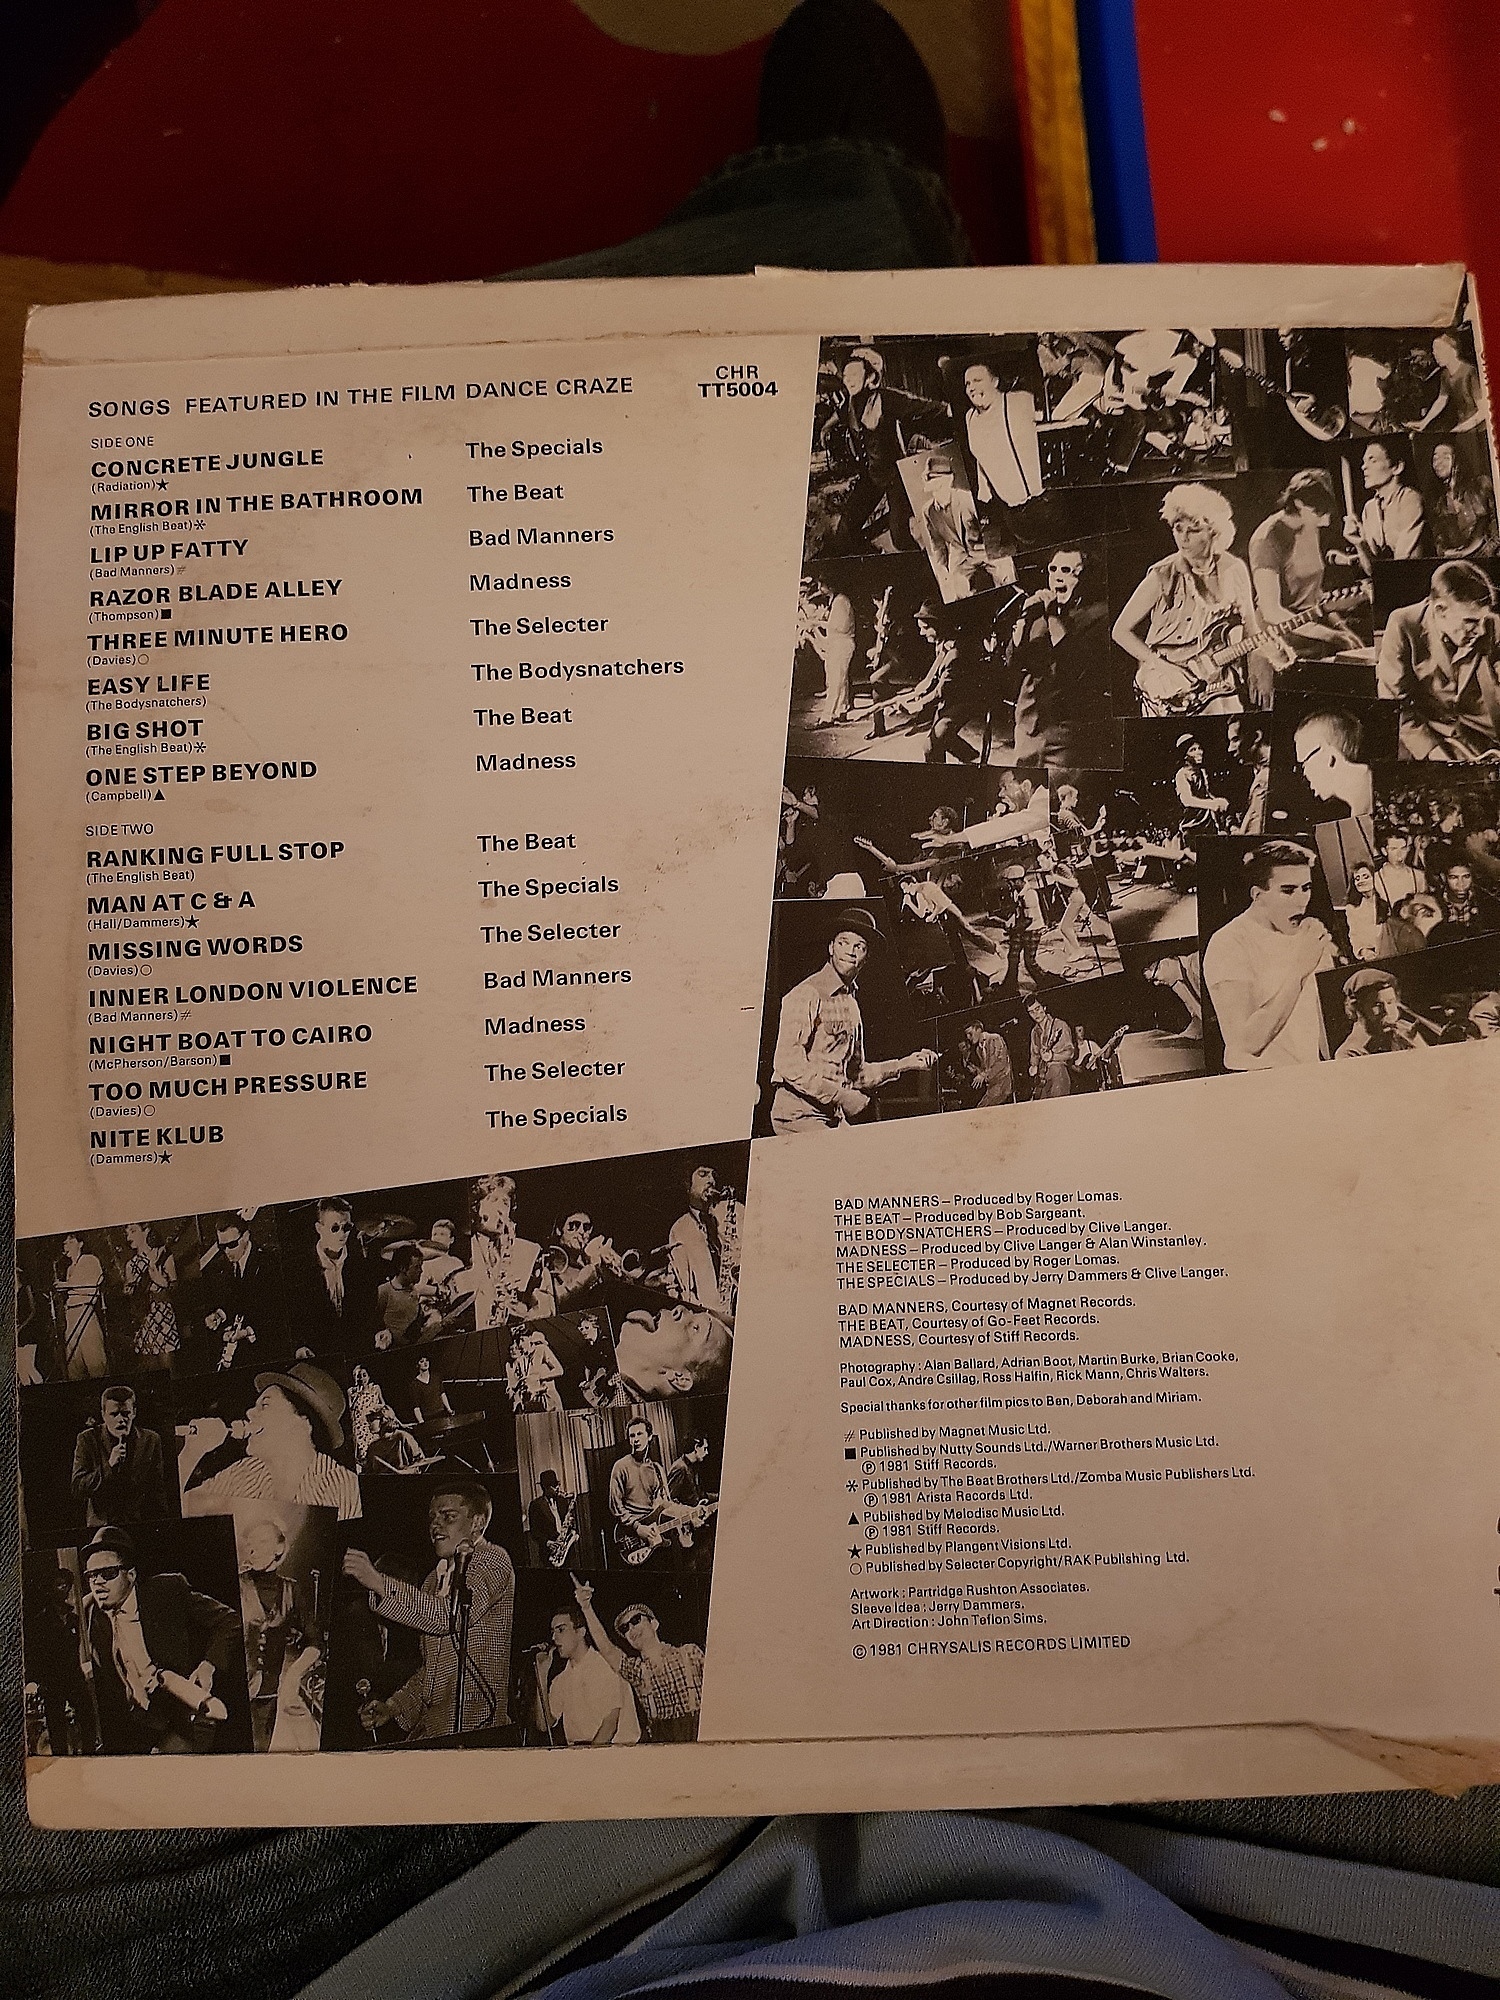 SONGS FEATURED IN THE FILM DANCE CRAZE
CHR
TT5004
SIDE ONE
CONCRETE JUNGLE The Specials
(Radiation)★
MIRROR IN THE BATHROOM The Beat
(The English Beat)*
LIP UP FATTY Bad Manners
(Bad Manners)#
RAZOR BLADE ALLEY Madness
(Thompson)■
THREE MINUTE HERO The Selecter
(Davies)○
EASY LIFE The Bodysnatchers
(The Bodysnatchers)
BIG SHOT The Beat
(The English Beat)*
ONE STEP BEYOND Madness
(Campbell)▲
SIDE TWO
RANKING FULL STOP The Beat
(The English Beat)
MAN AT C & A The Specials
(Hall/Dammers)★
MISSING WORDS The Selecter
(Davies)○
INNER LONDON VIOLENCE Bad Manners
(Bad Manners)#
NIGHT BOAT TO CAIRO Madness
(McPherson/Barson)■
TOO MUCH PRESSURE The Selecter
(Davies)○
NITE KLUB The Specials
(Dammers)★
BAD MANNERS – Produced by Roger Lomas.
THE BEAT – Produced by Bob Sargeant.
THE BODYSNATCHERS – Produced by Clive Langer.
MADNESS – Produced by Clive Langer & Alan Winstanley.
THE SELECTER – Produced by Roger Lomas.
THE SPECIALS – Produced by Jerry Dammers & Clive Langer.
BAD MANNERS, Courtesy of Magnet Records.
THE BEAT, Courtesy of Go-Feet Records.
MADNESS, Courtesy of Stiff Records.
Photography : Alan Ballard, Adrian Boot, Martin Burke, Brian Cooke,
Paul Cox, Andre Csillag, Ross Halfin, Rick Mann, Chris Walters.
Special thanks for other film pics to Ben, Deborah and Miriam.
# Published by Magnet Music Ltd.
■ Published by Nutty Sounds Ltd./Warner Brothers Music Ltd.
Ⓟ 1981 Stiff Records.
* Published by The Beat Brothers Ltd./Zomba Music Publishers Ltd.
Ⓟ 1981 Arista Records Ltd.
▲ Published by Melodisc Music Ltd.
Ⓟ 1981 Stiff Records.
★ Published by Plangent Visions Ltd.
○ Published by Selecter Copyright/RAK Publishing Ltd.
Artwork : Partridge Rushton Associates.
Sleeve Idea : Jerry Dammers.
Art Direction : John Teflon Sims.
© 1981 CHRYSALIS RECORDS LIMITED